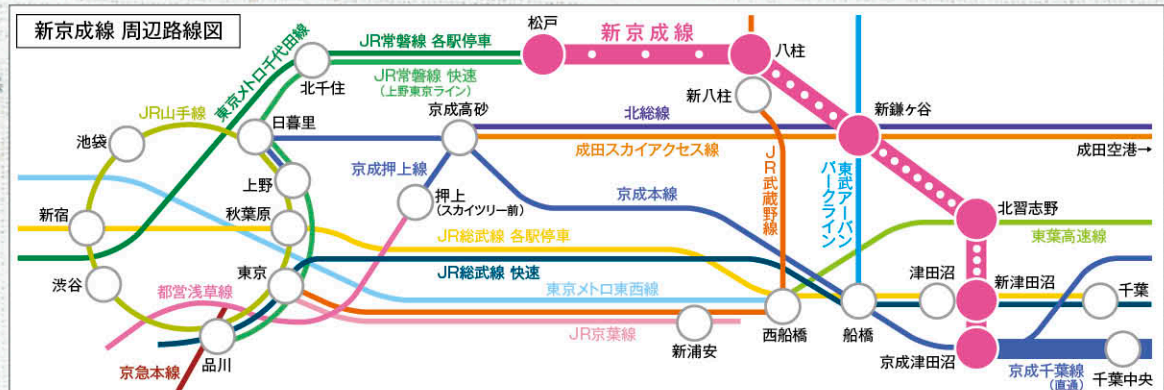 新京成線 周辺路線図
松戸
新京成線
八柱
JR常磐線 各駅停車
JR常磐線 快速
(上野東京ライン)
東京メトロ千代田線
北千住
新八柱
JR山手線
日暮里
京成高砂
北総線
新鎌ヶ谷
池袋
成田スカイアクセス線
成田空港→
京成押上線
上野
押上
(スカイツリー前)
京成本線
JR武蔵野線
東武アーバン
パークライン
新宿
秋葉原
北習志野
JR総武線 各駅停車
東葉高速線
東京
JR総武線 快速
津田沼
新津田沼
渋谷
都営浅草線
東京メトロ東西線
千葉
JR京葉線
品川
新浦安
西船橋
船橋
京成津田沼
京急本線
京成千葉線
(直通)
千葉中央